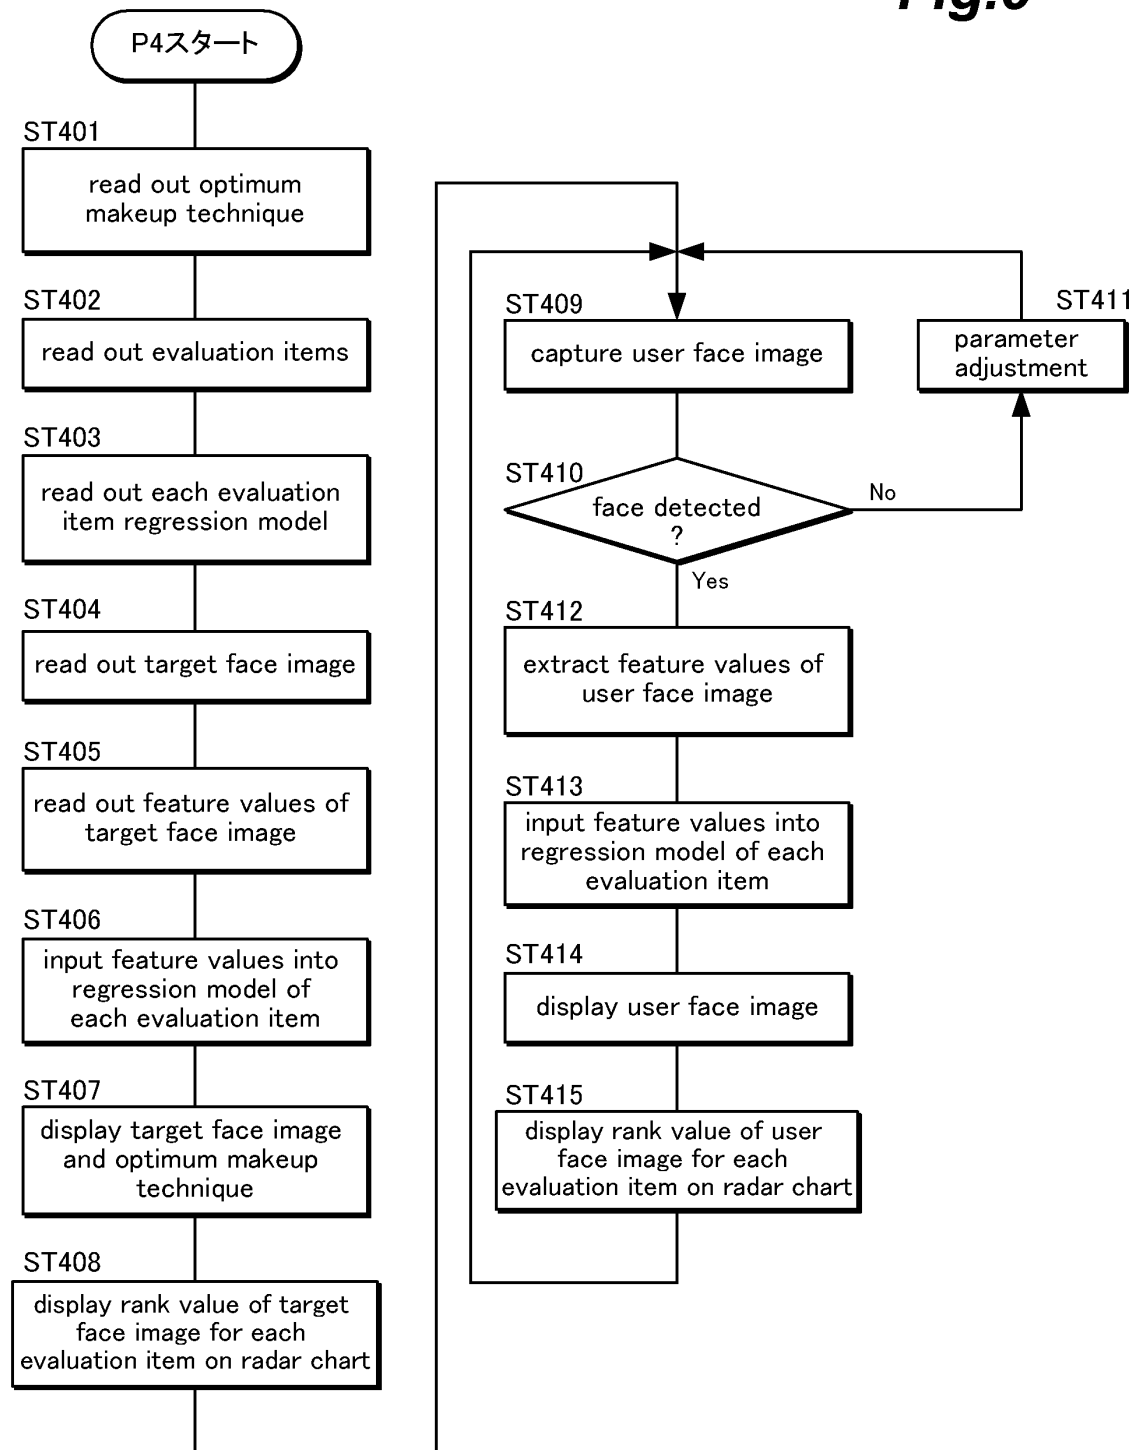 P4スタート
ST401
read out optimum
makeup technique
ST402
read out evaluation items
ST403
read out each evaluation
item regression model
ST404
read out target face image
ST405
read out feature values of
target face image
ST406
input feature values into
regression model of
each evaluation item
ST407
display target face image
and optimum makeup
technique
ST408
display rank value of target
face image for each
evaluation item on radar chart
ST409
capture user face image
ST410
face detected
?
No
Yes
ST411
parameter
adjustment
ST412
extract feature values of
user face image
ST413
input feature values into
regression model of each
evaluation item
ST414
display user face image
ST415
display rank value of user
face image for each
evaluation item on radar chart